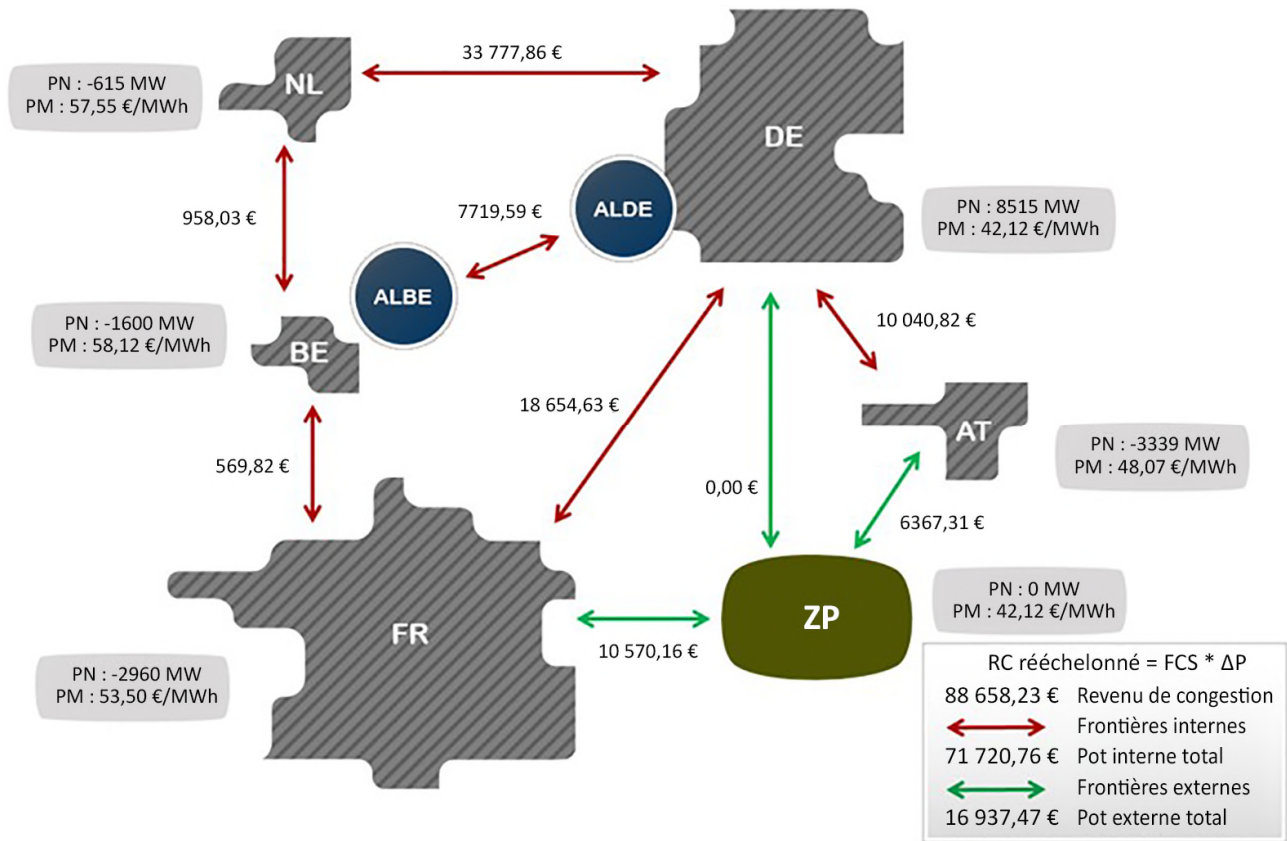 33 777,86 €
PN : -615 MW
PM : 57,55 €/MWh
NL
DE
958,03 €
7719,59 €
ALDE
PN : 8515 MW
PM : 42,12 €/MWh
ALBE
PN : -1600 MW
PM : 58,12 €/MWh
BE
10 040,82 €
18 654,63 €
AT
PN : -3339 MW
PM : 48,07 €/MWh
569,82 €
0,00 €
6367,31 €
PN : 0 MW
PM : 42,12 €/MWh
ZP
FR
10 570,16 €
PN : -2960 MW
PM : 53,50 €/MWh
RC rééchelonné = FCS * ΔP
88 658,23 € Revenu de congestion
Frontières internes
71 720,76 € Pot interne total
Frontières externes
16 937,47 € Pot externe total